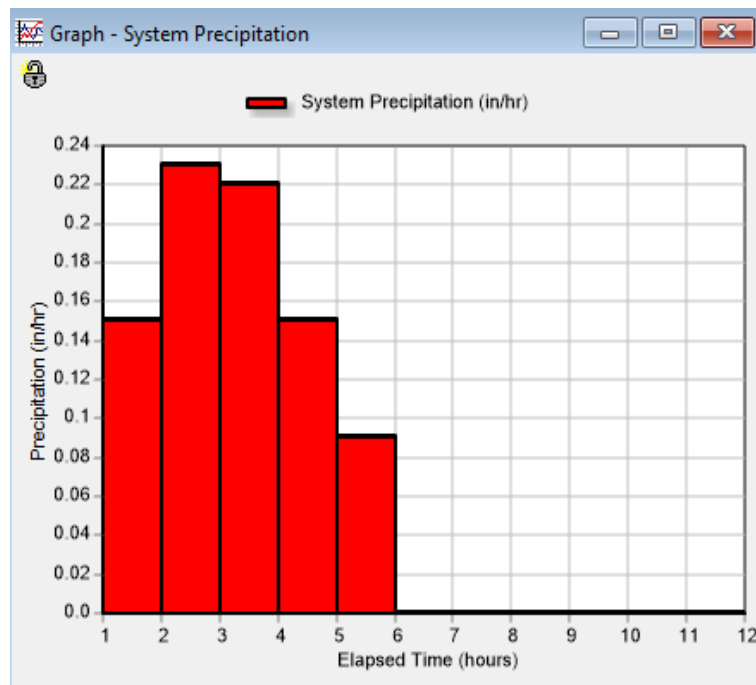 Graph - System Precipitation
System Precipitation (in/hr)
Precipitation (in/hr)
0.24
0.22
0.2
0.18
0.16
0.14
0.12
0.1
0.08
0.06
0.04
0.02
0.0
1 2 3 4 5 6 7 8 9 10 11 12
Elapsed Time (hours)